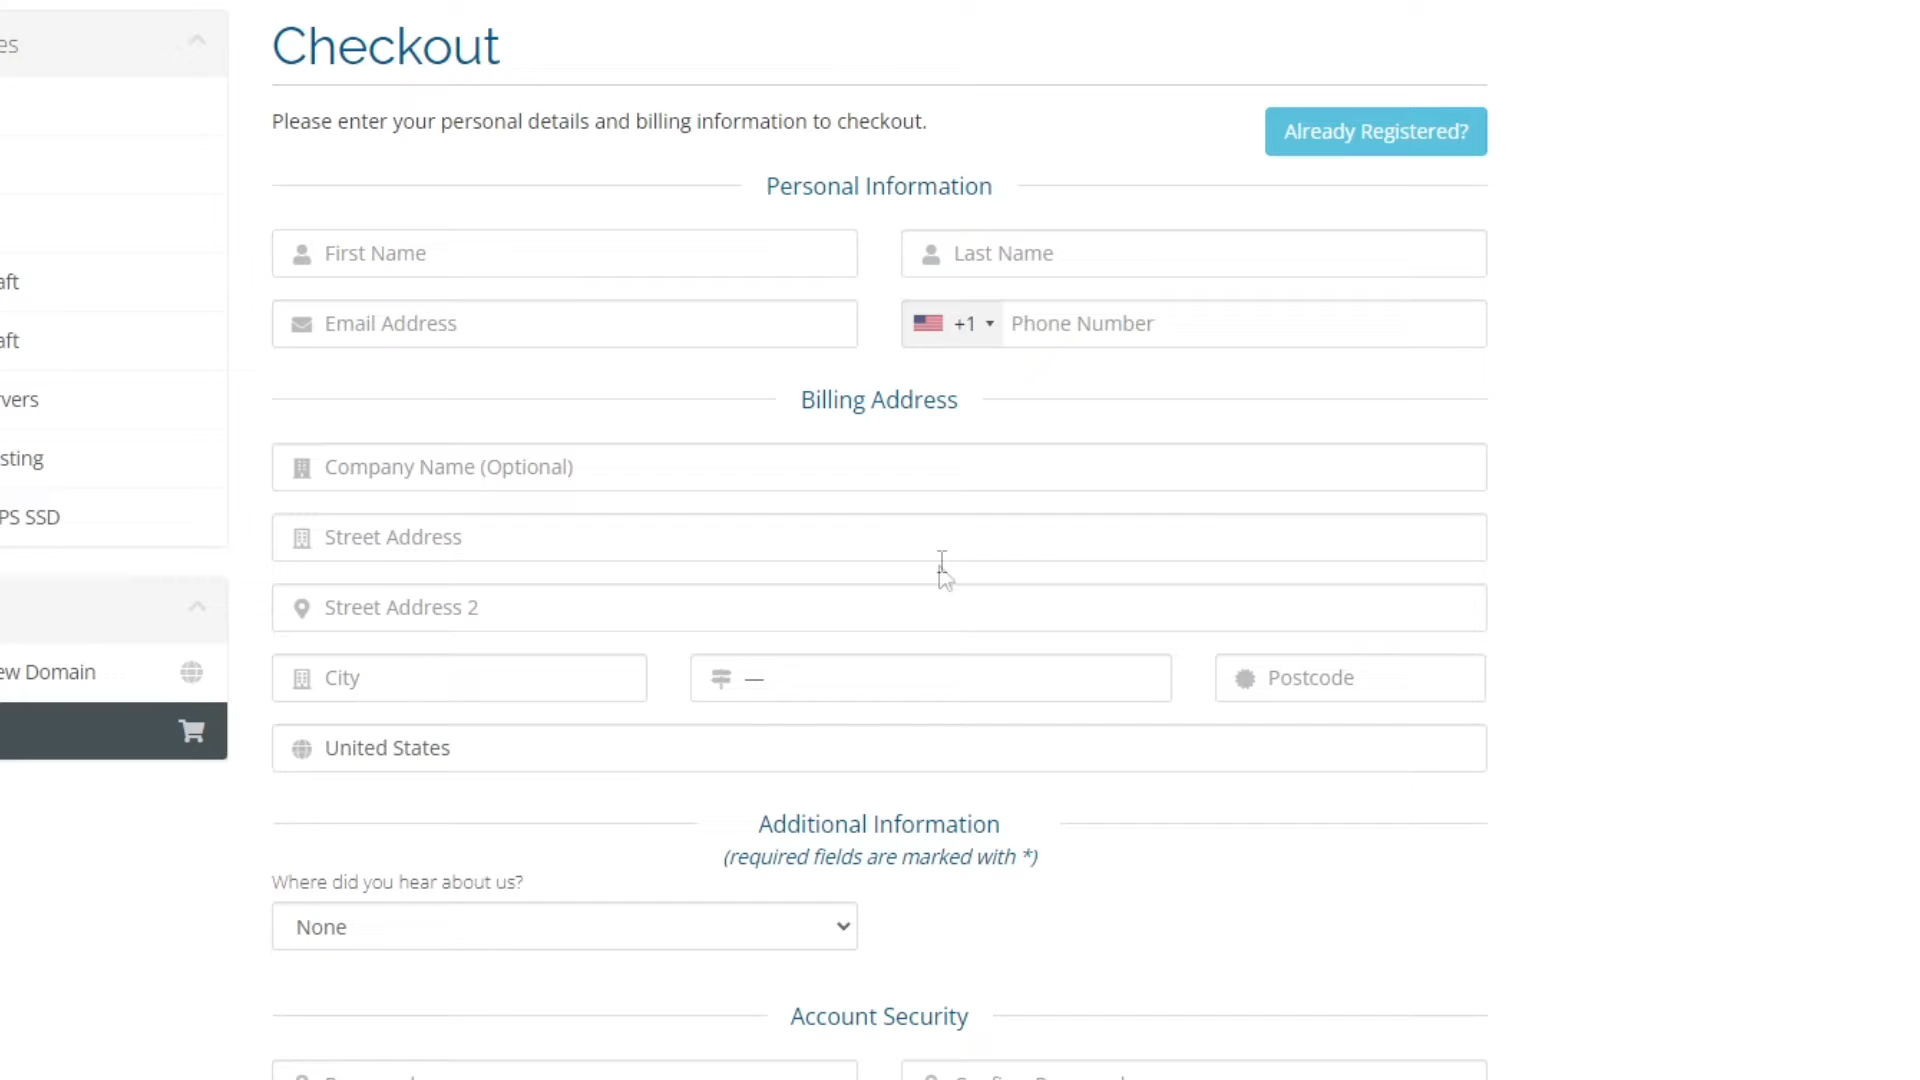 es
aft
aft
vers
sting
PS SSD
ew Domain
Checkout
Please enter your personal details and billing information to checkout.
Already Registered?
Personal Information
First Name
Last Name
Email Address
+1
Phone Number
Billing Address
Company Name (Optional)
Street Address
Street Address 2
City
—
Postcode
United States
Additional Information
(required fields are marked with *)
Where did you hear about us?
None
Account Security